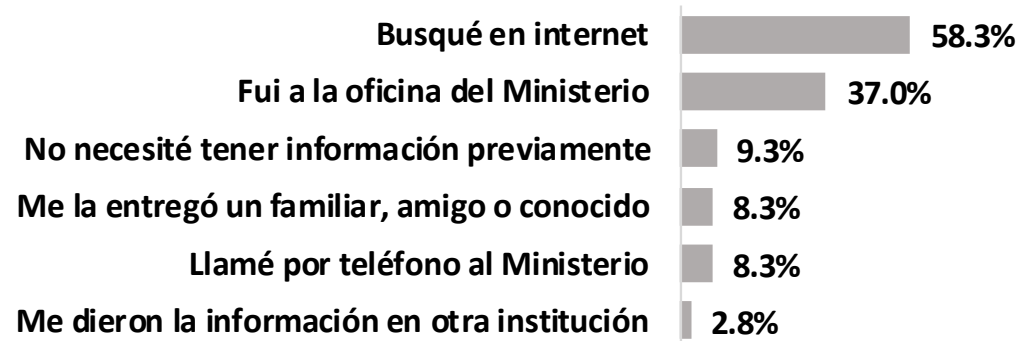 Busqué en internet 58.3%
Fui a la oficina del Ministerio 37.0%
No necesité tener información previamente 9.3%
Me la entregó un familiar, amigo o conocido 8.3%
Llamé por teléfono al Ministerio 8.3%
Me dieron la información en otra institución 2.8%